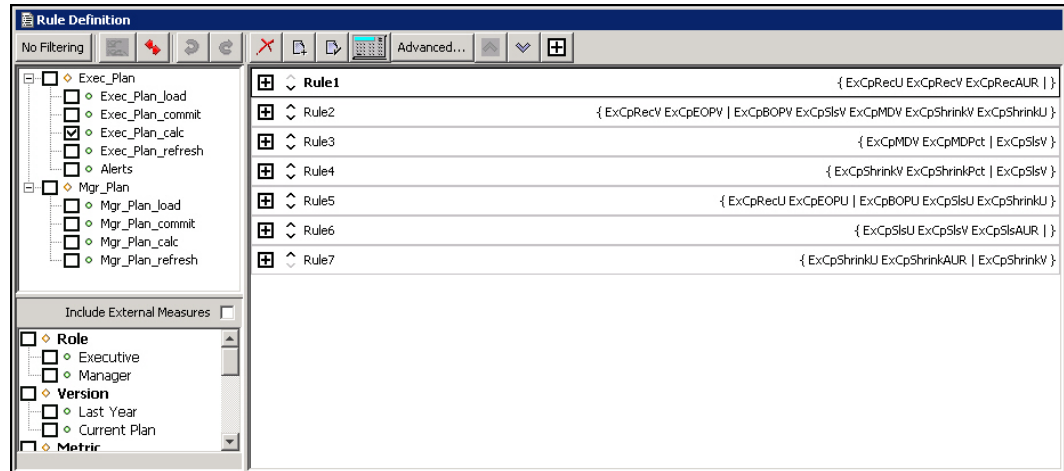 Rule Definition
No Filtering
Advanced...
Exec_Plan
Exec_Plan_load
Exec_Plan_commit
Exec_Plan_calc
Exec_Plan_refresh
Alerts
Mgr_Plan
Mgr_Plan_load
Mgr_Plan_commit
Mgr_Plan_calc
Mgr_Plan_refresh
Include External Measures
Role
Executive
Manager
Version
Last Year
Current Plan
Metric
Rule1 { ExCpRecU ExCpRecV ExCpRecAUR | }
Rule2 { ExCpRecV ExCpEOPV | ExCpBOPV ExCpSlsV ExCpMDV ExCpShrinkV ExCpShrinkU }
Rule3 { ExCpMDV ExCpMDPct | ExCpSlsV }
Rule4 { ExCpShrinkV ExCpShrinkPct | ExCpSlsV }
Rule5 { ExCpRecU ExCpEOPU | ExCpBOPU ExCpSlsU ExCpShrinkU }
Rule6 { ExCpSlsU ExCpSlsV ExCpSlsAUR | }
Rule7 { ExCpShrinkU ExCpShrinkAUR | ExCpShrinkV }